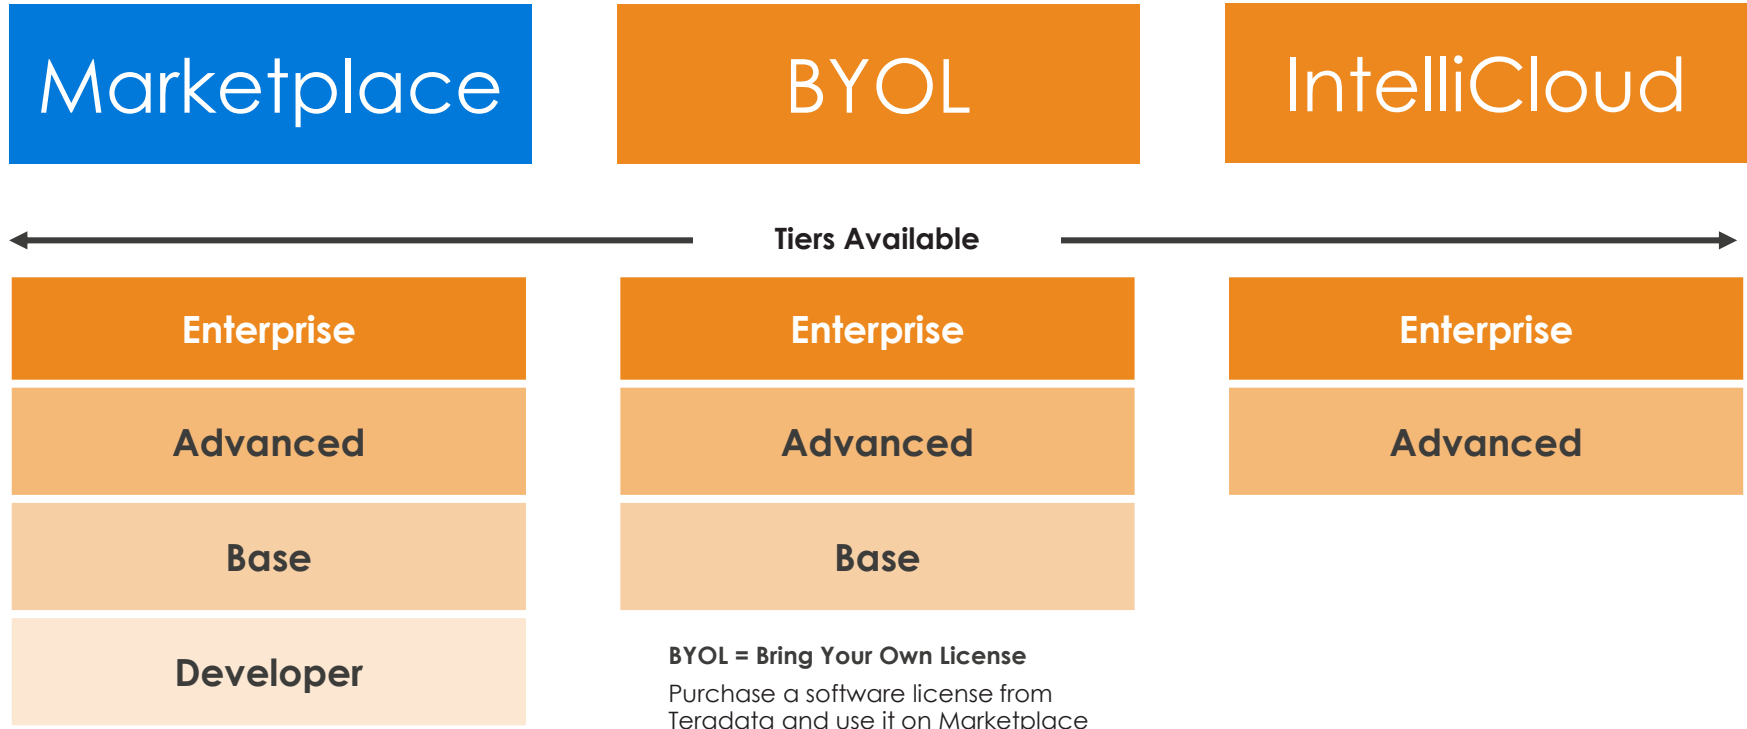 Marketplace
BYOL
IntelliCloud
Tiers Available
Enterprise
Enterprise
Enterprise
Advanced
Advanced
Advanced
Base
Base
Developer
BYOL = Bring Your Own License
Purchase a software license from
Teradata and use it on Marketplace